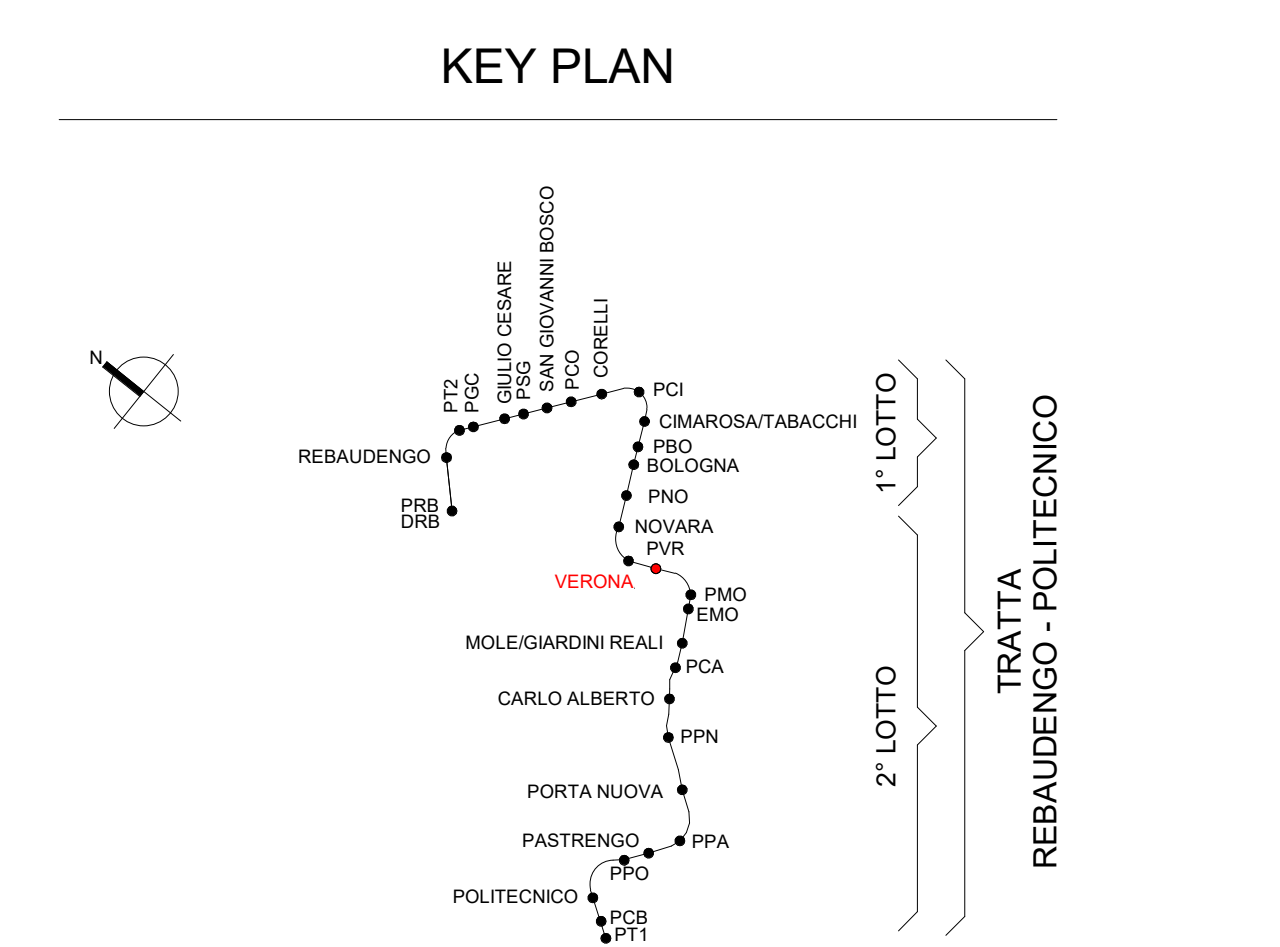 KEY PLAN
N
PT2
PGC
GIULIO CESARE
PSG
SAN GIOVANNI BOSCO
PCO
CORELLI
PCI
CIMAROSA/TABACCHI
REBAUDENGO
PBO
BOLOGNA
PRB
DRB
PNO
NOVARA
PVR
VERONA
PMO
EMO
MOLE/GIARDINI REALI
PCA
CARLO ALBERTO
PPN
PORTA NUOVA
PASTRENGO
PPA
PPO
POLITECNICO
PCB
PT1
1° LOTTO
2° LOTTO
TRATTA
REBAUDENGO - POLITECNICO